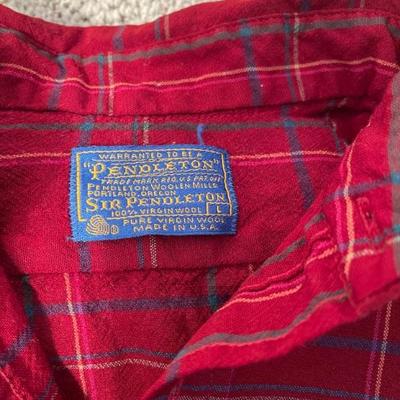 WARRANTED TO BE A
"PENDLETON"
TRADE MARK REG. U.S. PAT. OFF.
PENDLETON WOOLEN MILLS
PORTLAND, OREGON
SIR PENDLETON
100% VIRGIN WOOL L
PURE VIRGIN WOOL
MADE IN U.S.A.